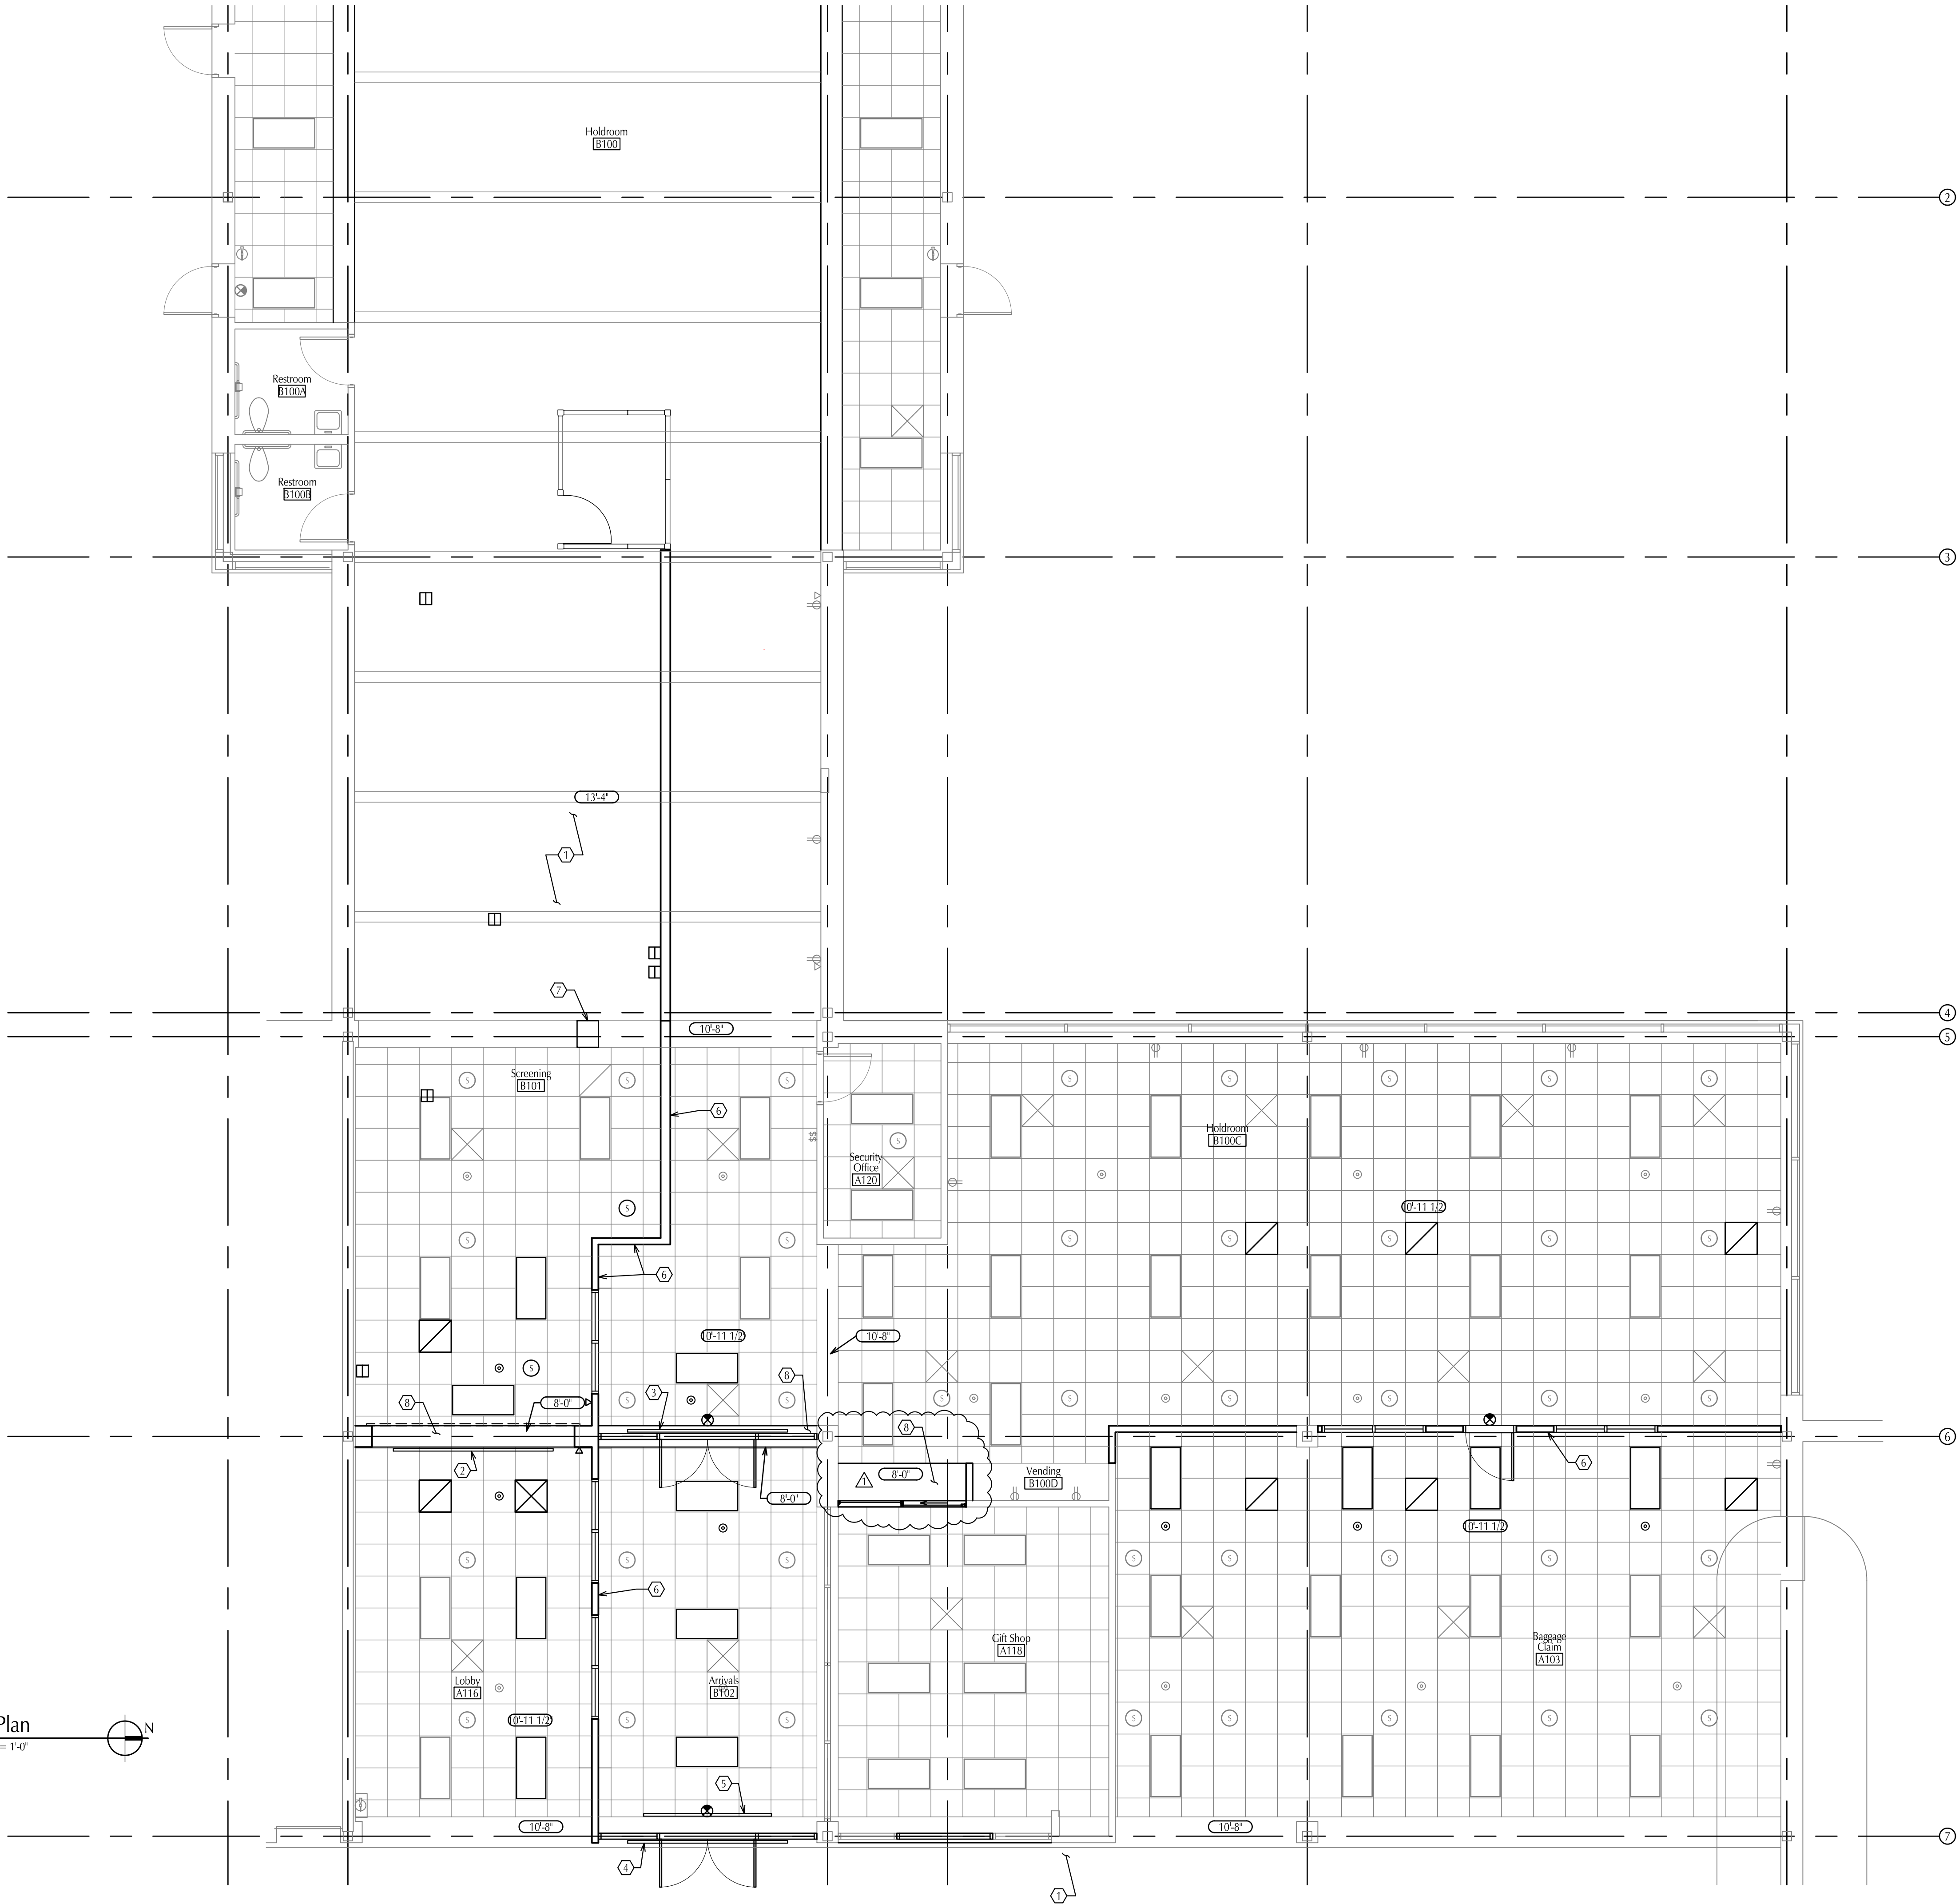 Holdroom
B100
2
Restroom
B100A
Restroom
B100B
3
13'-4"
1
7
10'-8"
4
5
Screening
B101
S
S
S
S
S
S
S
S
6
$$
S
Security
Office
A120
Holdroom
B100C
10'-11 1/2"
S
S
S
S
S
S
S
S
S
S
6
10'-11 1/2"
10'-8"
S
3
8
8
8'-0"
S
S
S
S
S
S
S
S
8
6
2
1
8'-0"
Vending
B100D
8'-0"
6
10'-11 1/2"
S
S
S
S
S
S
S
S
6
Gift Shop
A118
Baggage
Claim
A103
Lobby
A116
Arrivals
B102
10'-11 1/2"
S
S
S
S
S
S
S
S
Plan
= 1'-0"
N
5
10'-8"
10'-8"
7
4
1